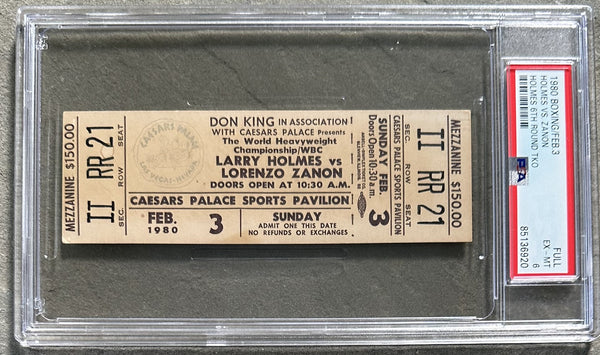 MEZZANINE $150.00
II RR 21
SEC. ROW SEAT
CAESARS PALACE
LAS VEGAS, NEVADA
DON KING IN ASSOCIATION
WITH CAESARS PALACE Presents
The World Heavyweight
Championship/WBC
LARRY HOLMES vs
LORENZO ZANON
DOORS OPEN AT 10:30 A.M.
CAESARS PALACE SPORTS PAVILION
FEB. 3 SUNDAY
1980
ADMIT ONE THIS DATE
NO REFUNDS OR EXCHANGES
SUNDAY FEB. 3
Doors Open 10:30 a.m.
CAESARS PALACE SPORTS PAVILION
II RR 21
SEC. ROW SEAT
MEZZANINE $150.00
1980 BOXING/FEB.3
HOLMES VS. ZANON
HOLMES 6TH ROUND TKO
PSA
FULL
EX-MT 6
85136920